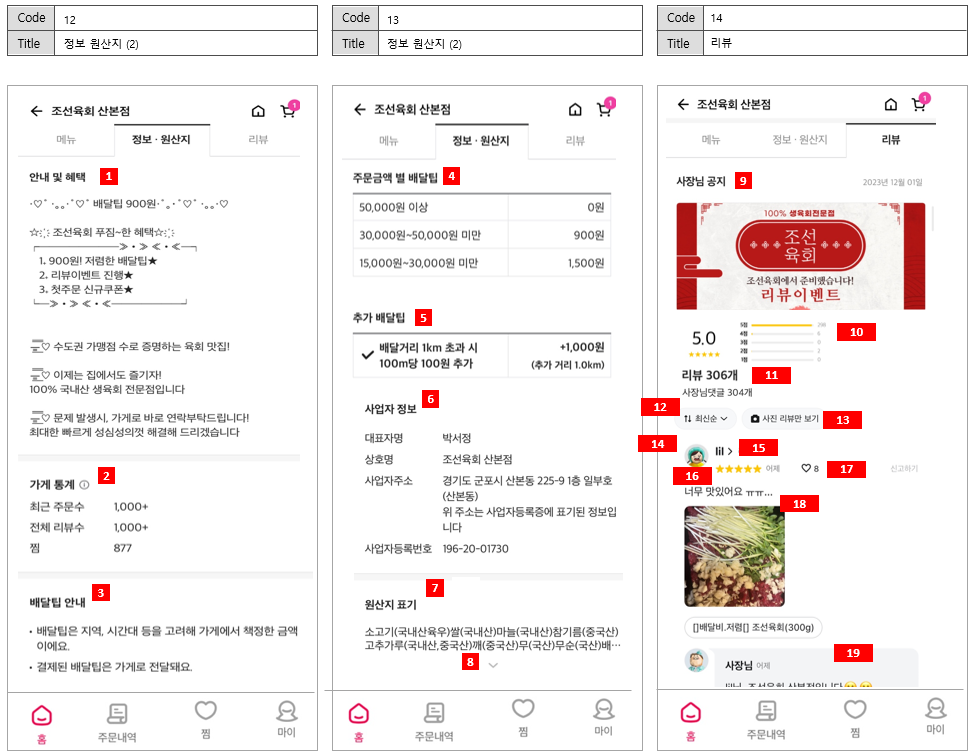 Code 12
Title 정보 원산지 (2)
조선육회 산본점
1
메뉴
정보 · 원산지
리뷰
안내 및 혜택 1
배달팁 900원
조선육회 푸짐~한 혜택
1. 900원! 저렴한 배달팁★
2. 리뷰이벤트 진행★
3. 첫주문 신규쿠폰★
수도권 가맹점 수로 증명하는 육회 맛집!
이제는 집에서도 즐기자!
100% 국내산 생육회 전문점입니다
문제 발생시, 가게로 바로 연락부탁드립니다!
최대한 빠르게 성심성의껏 해결해 드리겠습니다
2
가게 통계
최근 주문수 1,000+
전체 리뷰수 1,000+
찜 877
3
배달팁 안내
• 배달팁은 지역, 시간대 등을 고려해 가게에서 책정한 금액
이에요.
• 결제된 배달팁은 가게로 전달돼요.
홈
주문내역
찜
마이
Code 13
Title 정보 원산지 (2)
조선육회 산본점
1
메뉴
정보 · 원산지
리뷰
주문금액 별 배달팁 4
50,000원 이상 0원
30,000원~50,000원 미만 900원
15,000원~30,000원 미만 1,500원
추가 배달팁 5
배달거리 1km 초과 시 +1,000원
100m당 100원 추가 (추가 거리 1.0km)
6
사업자 정보
대표자명 박서정
상호명 조선육회 산본점
사업자주소 경기도 군포시 산본동 225-9 1층 일부호
(산본동)
위 주소는 사업자등록증에 표기된 정보입
니다
사업자등록번호 196-20-01730
7
원산지 표기
소고기(국내산육우)쌀(국내산)마늘(국내산)참기름(중국산)
고추가루(국내산,중국산)깨(중국산)무(국산)무순(국산)배···
8
홈
주문내역
찜
마이
Code 14
Title 리뷰
조선육회 산본점
1
메뉴
정보 · 원산지
리뷰
사장님 공지 9
2023년 12월 01일
100% 생육회전문점
조선
육회
조선육회에서 준비했습니다!
리뷰이벤트
5.0
5점
4점
3점
2점
1점
10
리뷰 306개 11
사장님댓글 304개
12
최신순
사진 리뷰만 보기 13
14
lil > 15
16
어제
8 17
신고하기
너무 맛있어요 ㅠㅠ...
18
[]배달비.저렴[] 조선육회(300g)
19
사장님 어제
홈
주문내역
찜
마이